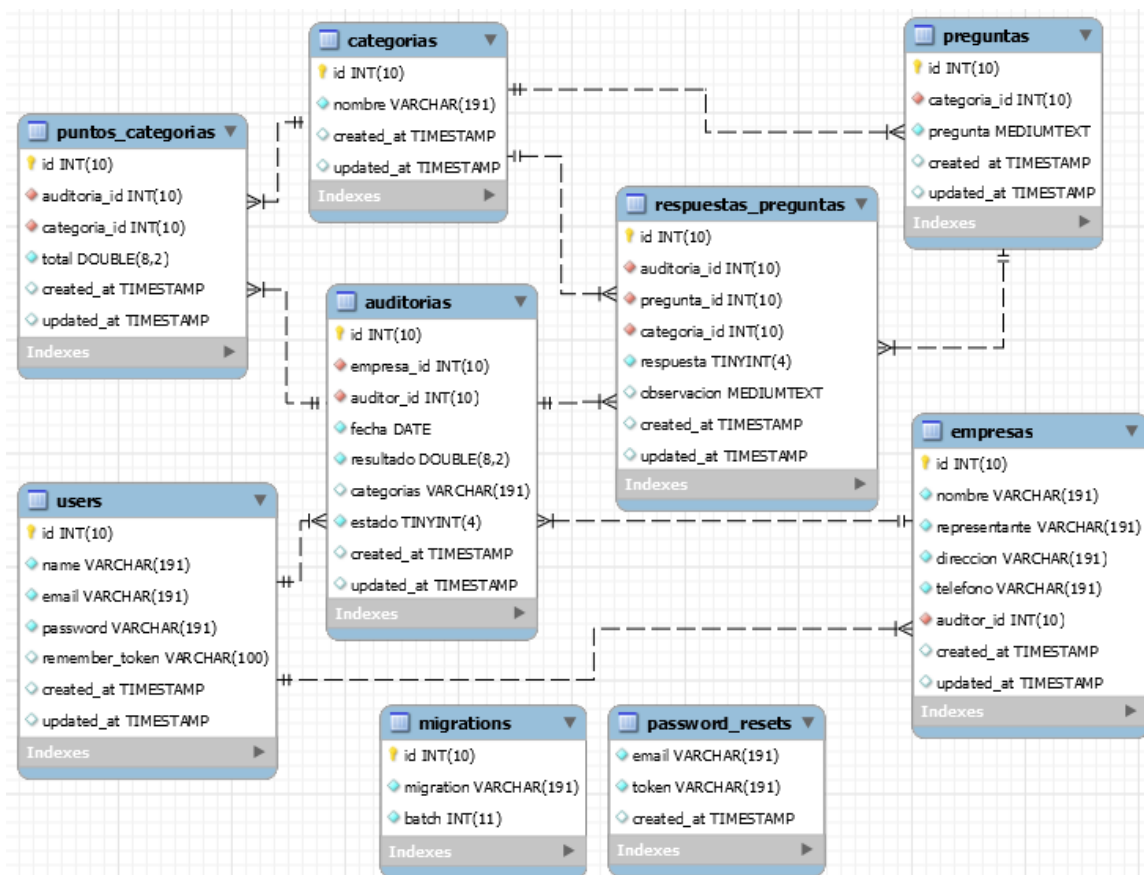 categorias
id INT(10)
nombre VARCHAR(191)
created_at TIMESTAMP
updated_at TIMESTAMP
Indexes
preguntas
id INT(10)
categoria_id INT(10)
pregunta MEDIUMTEXT
created_at TIMESTAMP
updated_at TIMESTAMP
Indexes
puntos_categorias
id INT(10)
auditoria_id INT(10)
categoria_id INT(10)
total DOUBLE(8,2)
created_at TIMESTAMP
updated_at TIMESTAMP
Indexes
respuestas_preguntas
id INT(10)
auditoria_id INT(10)
pregunta_id INT(10)
categoria_id INT(10)
respuesta TINYINT(4)
observacion MEDIUMTEXT
created_at TIMESTAMP
updated_at TIMESTAMP
Indexes
auditorias
id INT(10)
empresa_id INT(10)
auditor_id INT(10)
fecha DATE
resultado DOUBLE(8,2)
categorias VARCHAR(191)
estado TINYINT(4)
created_at TIMESTAMP
updated_at TIMESTAMP
Indexes
empresas
id INT(10)
nombre VARCHAR(191)
representante VARCHAR(191)
direccion VARCHAR(191)
telefono VARCHAR(191)
auditor_id INT(10)
created_at TIMESTAMP
updated_at TIMESTAMP
Indexes
users
id INT(10)
name VARCHAR(191)
email VARCHAR(191)
password VARCHAR(191)
remember_token VARCHAR(100)
created_at TIMESTAMP
updated_at TIMESTAMP
Indexes
migrations
id INT(10)
migration VARCHAR(191)
batch INT(11)
Indexes
password_resets
email VARCHAR(191)
token VARCHAR(191)
created_at TIMESTAMP
Indexes